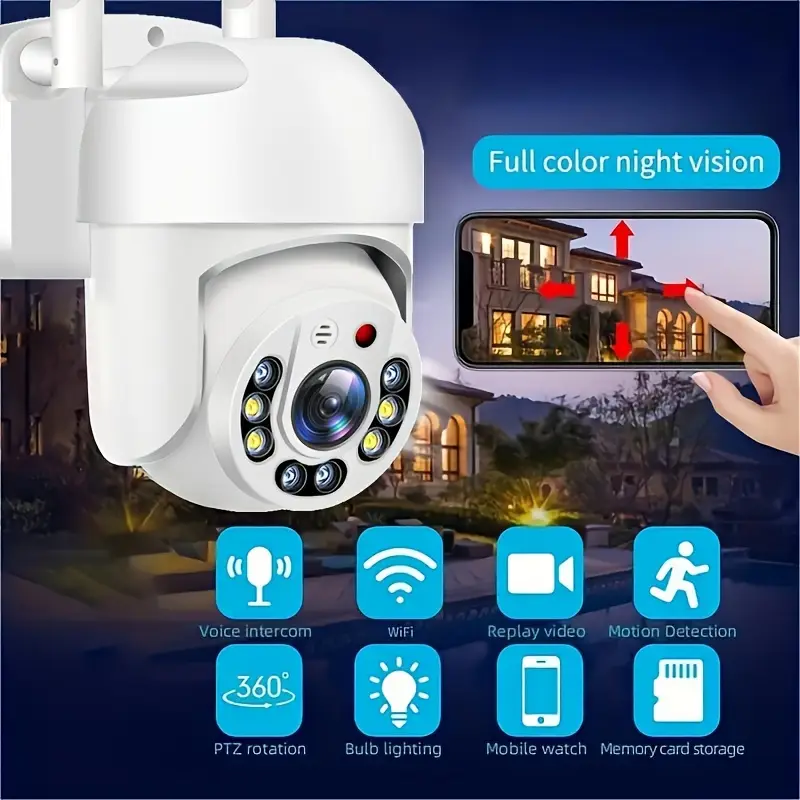 Full color night vision
Voice intercom
WiFi
Replay video
Motion Detection
360°
PTZ rotation
Bulb lighting
Mobile watch
Memory card storage